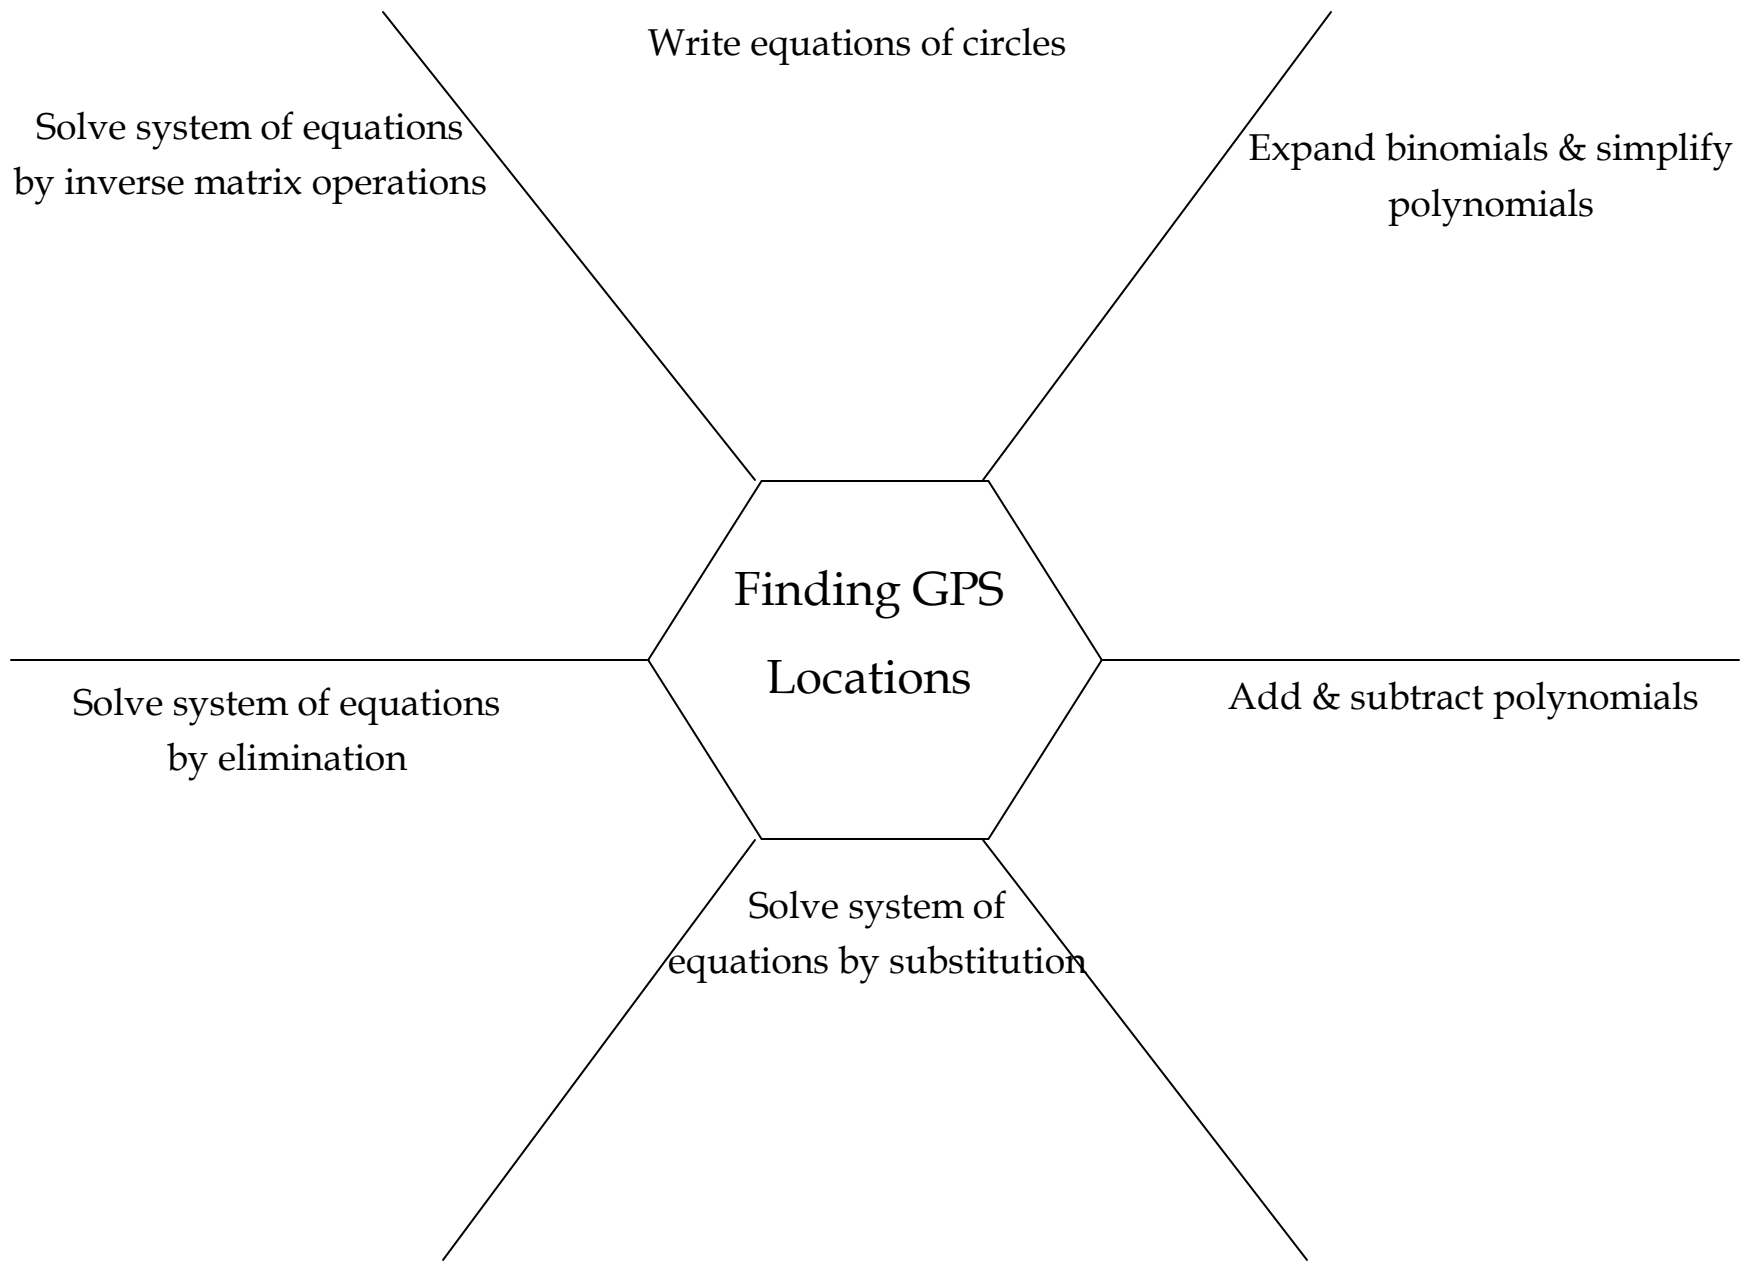 Write equations of circles
Solve system of equations
by inverse matrix operations
Expand binomials & simplify
polynomials
Finding GPS
Locations
Solve system of equations
by elimination
Add & subtract polynomials
Solve system of
equations by substitution